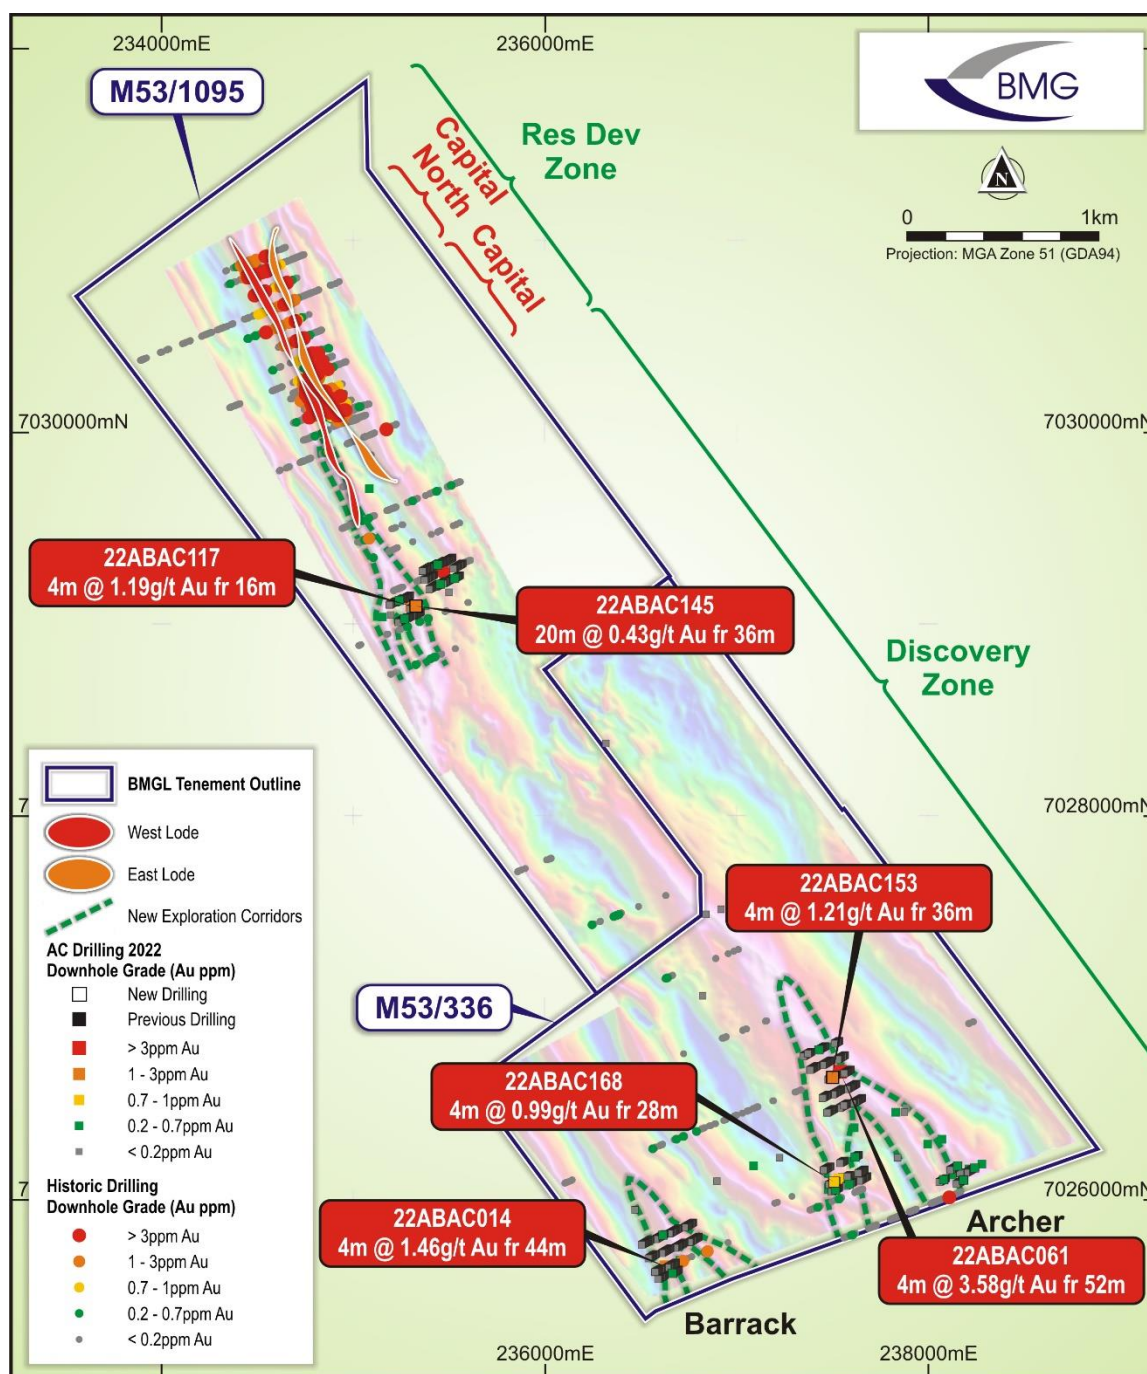 234000mE
236000mE
M53/1095
BMG
Res Dev
Zone
Capital
North
Capital
N
0
1km
Projection: MGA Zone 51 (GDA94)
7030000mN
7030000mN
22ABAC117
4m @ 1.19g/t Au fr 16m
22ABAC145
20m @ 0.43g/t Au fr 36m
Discovery
Zone
BMGL Tenement Outline
West Lode
East Lode
New Exploration Corridors
AC Drilling 2022
Downhole Grade (Au ppm)
New Drilling
Previous Drilling
> 3ppm Au
1 - 3ppm Au
0.7 - 1ppm Au
0.2 - 0.7ppm Au
< 0.2ppm Au
Historic Drilling
Downhole Grade (Au ppm)
> 3ppm Au
1 - 3ppm Au
0.7 - 1ppm Au
0.2 - 0.7ppm Au
< 0.2ppm Au
7
7028000mN
22ABAC153
4m @ 1.21g/t Au fr 36m
M53/336
22ABAC168
4m @ 0.99g/t Au fr 28m
7
7026000mN
22ABAC014
4m @ 1.46g/t Au fr 44m
Archer
22ABAC061
4m @ 3.58g/t Au fr 52m
Barrack
236000mE
238000mE